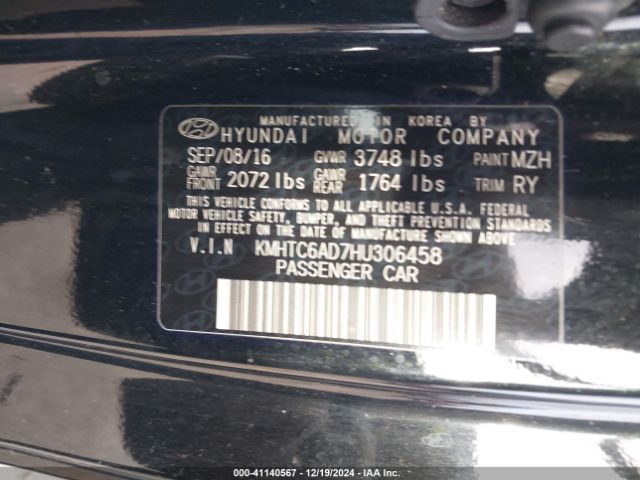 MANUFACTURED IN KOREA BY
HYUNDAI MOTOR COMPANY
SEP/08/16 GVWR 3748 lbs PAINT MZH
GAWR FRONT 2072 lbs GAWR REAR 1764 lbs TRIM RY
THIS VEHICLE CONFORMS TO ALL APPLICABLE U.S.A. FEDERAL
MOTOR VEHICLE SAFETY, BUMPER, AND THEFT PREVENTION STANDARDS
IN EFFECT ON THE DATE OF MANUFACTURE SHOWN ABOVE.
V.I.N KMHTC6AD7HU306458
PASSENGER CAR
000-41140567 - 12/19/2024 - IAA Inc.